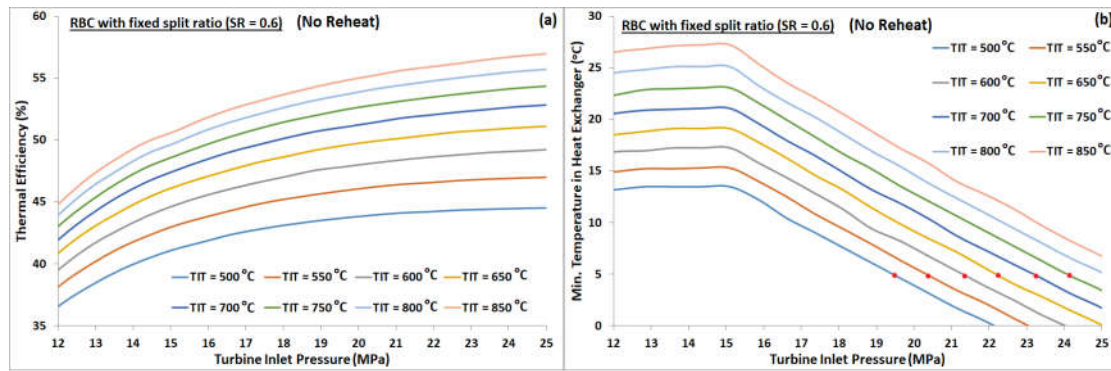 RBC with fixed split ratio (SR = 0.6) (No Reheat) (a)
Thermal Efficiency (%)
60
55
50
45
40
35
TIT = 500 °C TIT = 550 °C TIT = 600 °C TIT = 650 °C
TIT = 700 °C TIT = 750 °C TIT = 800 °C TIT = 850 °C
12 13 14 15 16 17 18 19 20 21 22 23 24 25
Turbine Inlet Pressure (MPa)
RBC with fixed split ratio (SR = 0.6) (No Reheat) (b)
Min. Temperature in Heat Exchanger (°C)
30
25
20
15
10
5
0
TIT = 500 °C TIT = 550 °C
TIT = 600 °C TIT = 650 °C
TIT = 700 °C TIT = 750 °C
TIT = 800 °C TIT = 850 °C
12 13 14 15 16 17 18 19 20 21 22 23 24 25
Turbine Inlet Pressure (MPa)